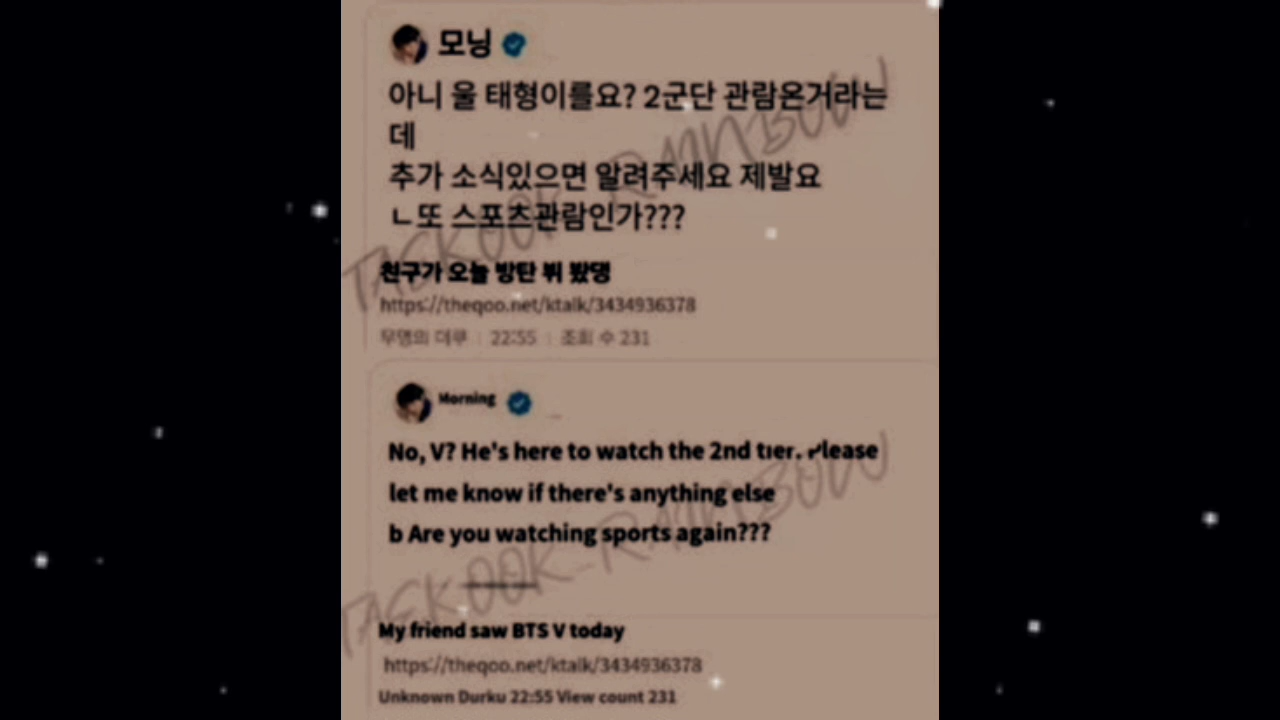 모닝
아니 울 태형이를요? 2군단 관람온거라는
데
추가 소식있으면 알려주세요 제발요
ㄴ또 스포츠관람인가???
친구가 오늘 방탄 뷔 봤댕
https://theqoo.net/ktalk/3434936378
무명의 더쿠 | 22:55 | 조회 수 231
Morning
No, V? He's here to watch the 2nd tier. Please
let me know if there's anything else
b Are you watching sports again???
My friend saw BTS V today
https://theqoo.net/ktalk/3434936378
Unknown Durku 22:55 View count 231
TAEKOOK_RAINBOW
TAEKOOK_RAINBOW